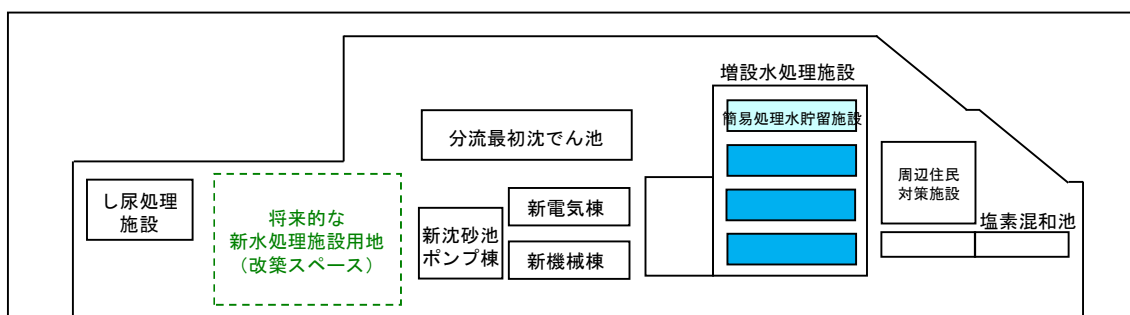 増設水処理施設
簡易処理水貯留施設
分流最初沈でん池
周辺住民
対策施設
し尿処理
施設
将来的な
新水処理施設用地
（改築スペース）
新沈砂池
ポンプ棟
新電気棟
新機械棟
塩素混和池